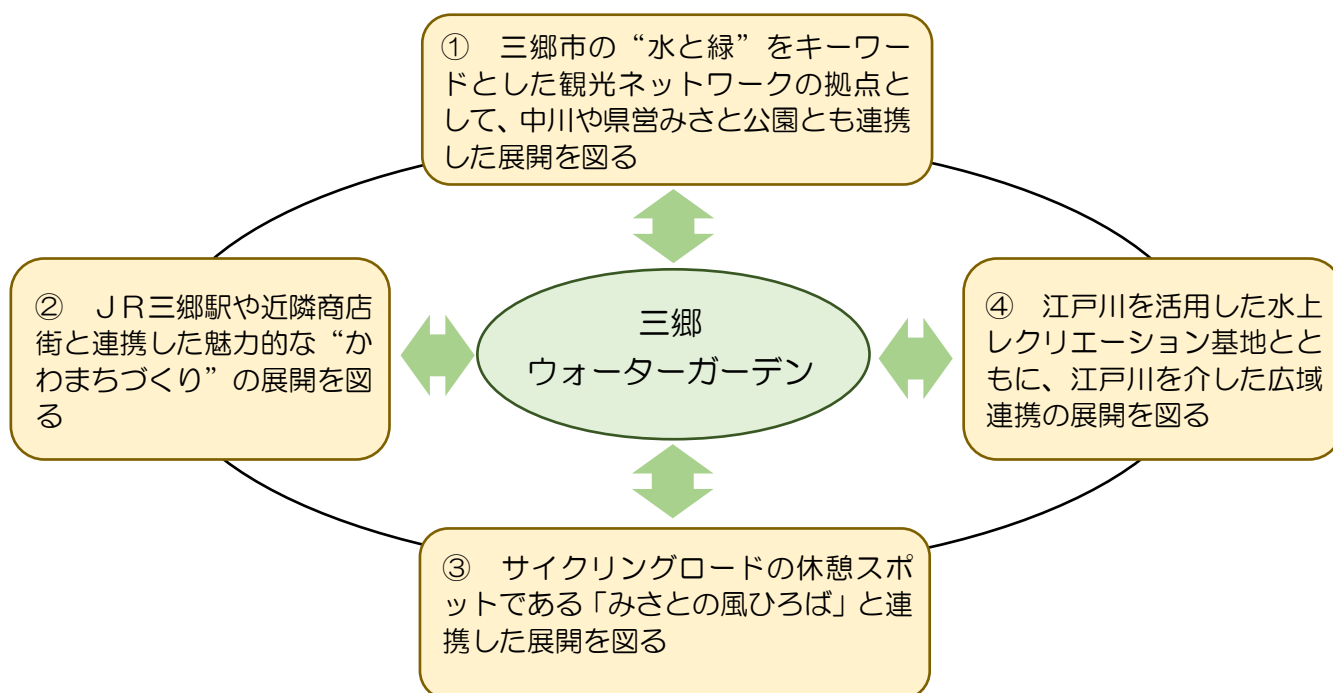 ① 三郷市の“水と緑”をキーワー
ドとした観光ネットワークの拠点と
して、中川や県営みさと公園とも連携
した展開を図る
② ＪＲ三郷駅や近隣商店
街と連携した魅力的な“か
わまちづくり”の展開を図
る
三郷
ウォーターガーデン
④ 江戸川を活用した水上
レクリエーション基地とと
もに、江戸川を介した広域
連携の展開を図る
③ サイクリングロードの休憩スポ
ットである「みさとの風ひろば」と連
携した展開を図る